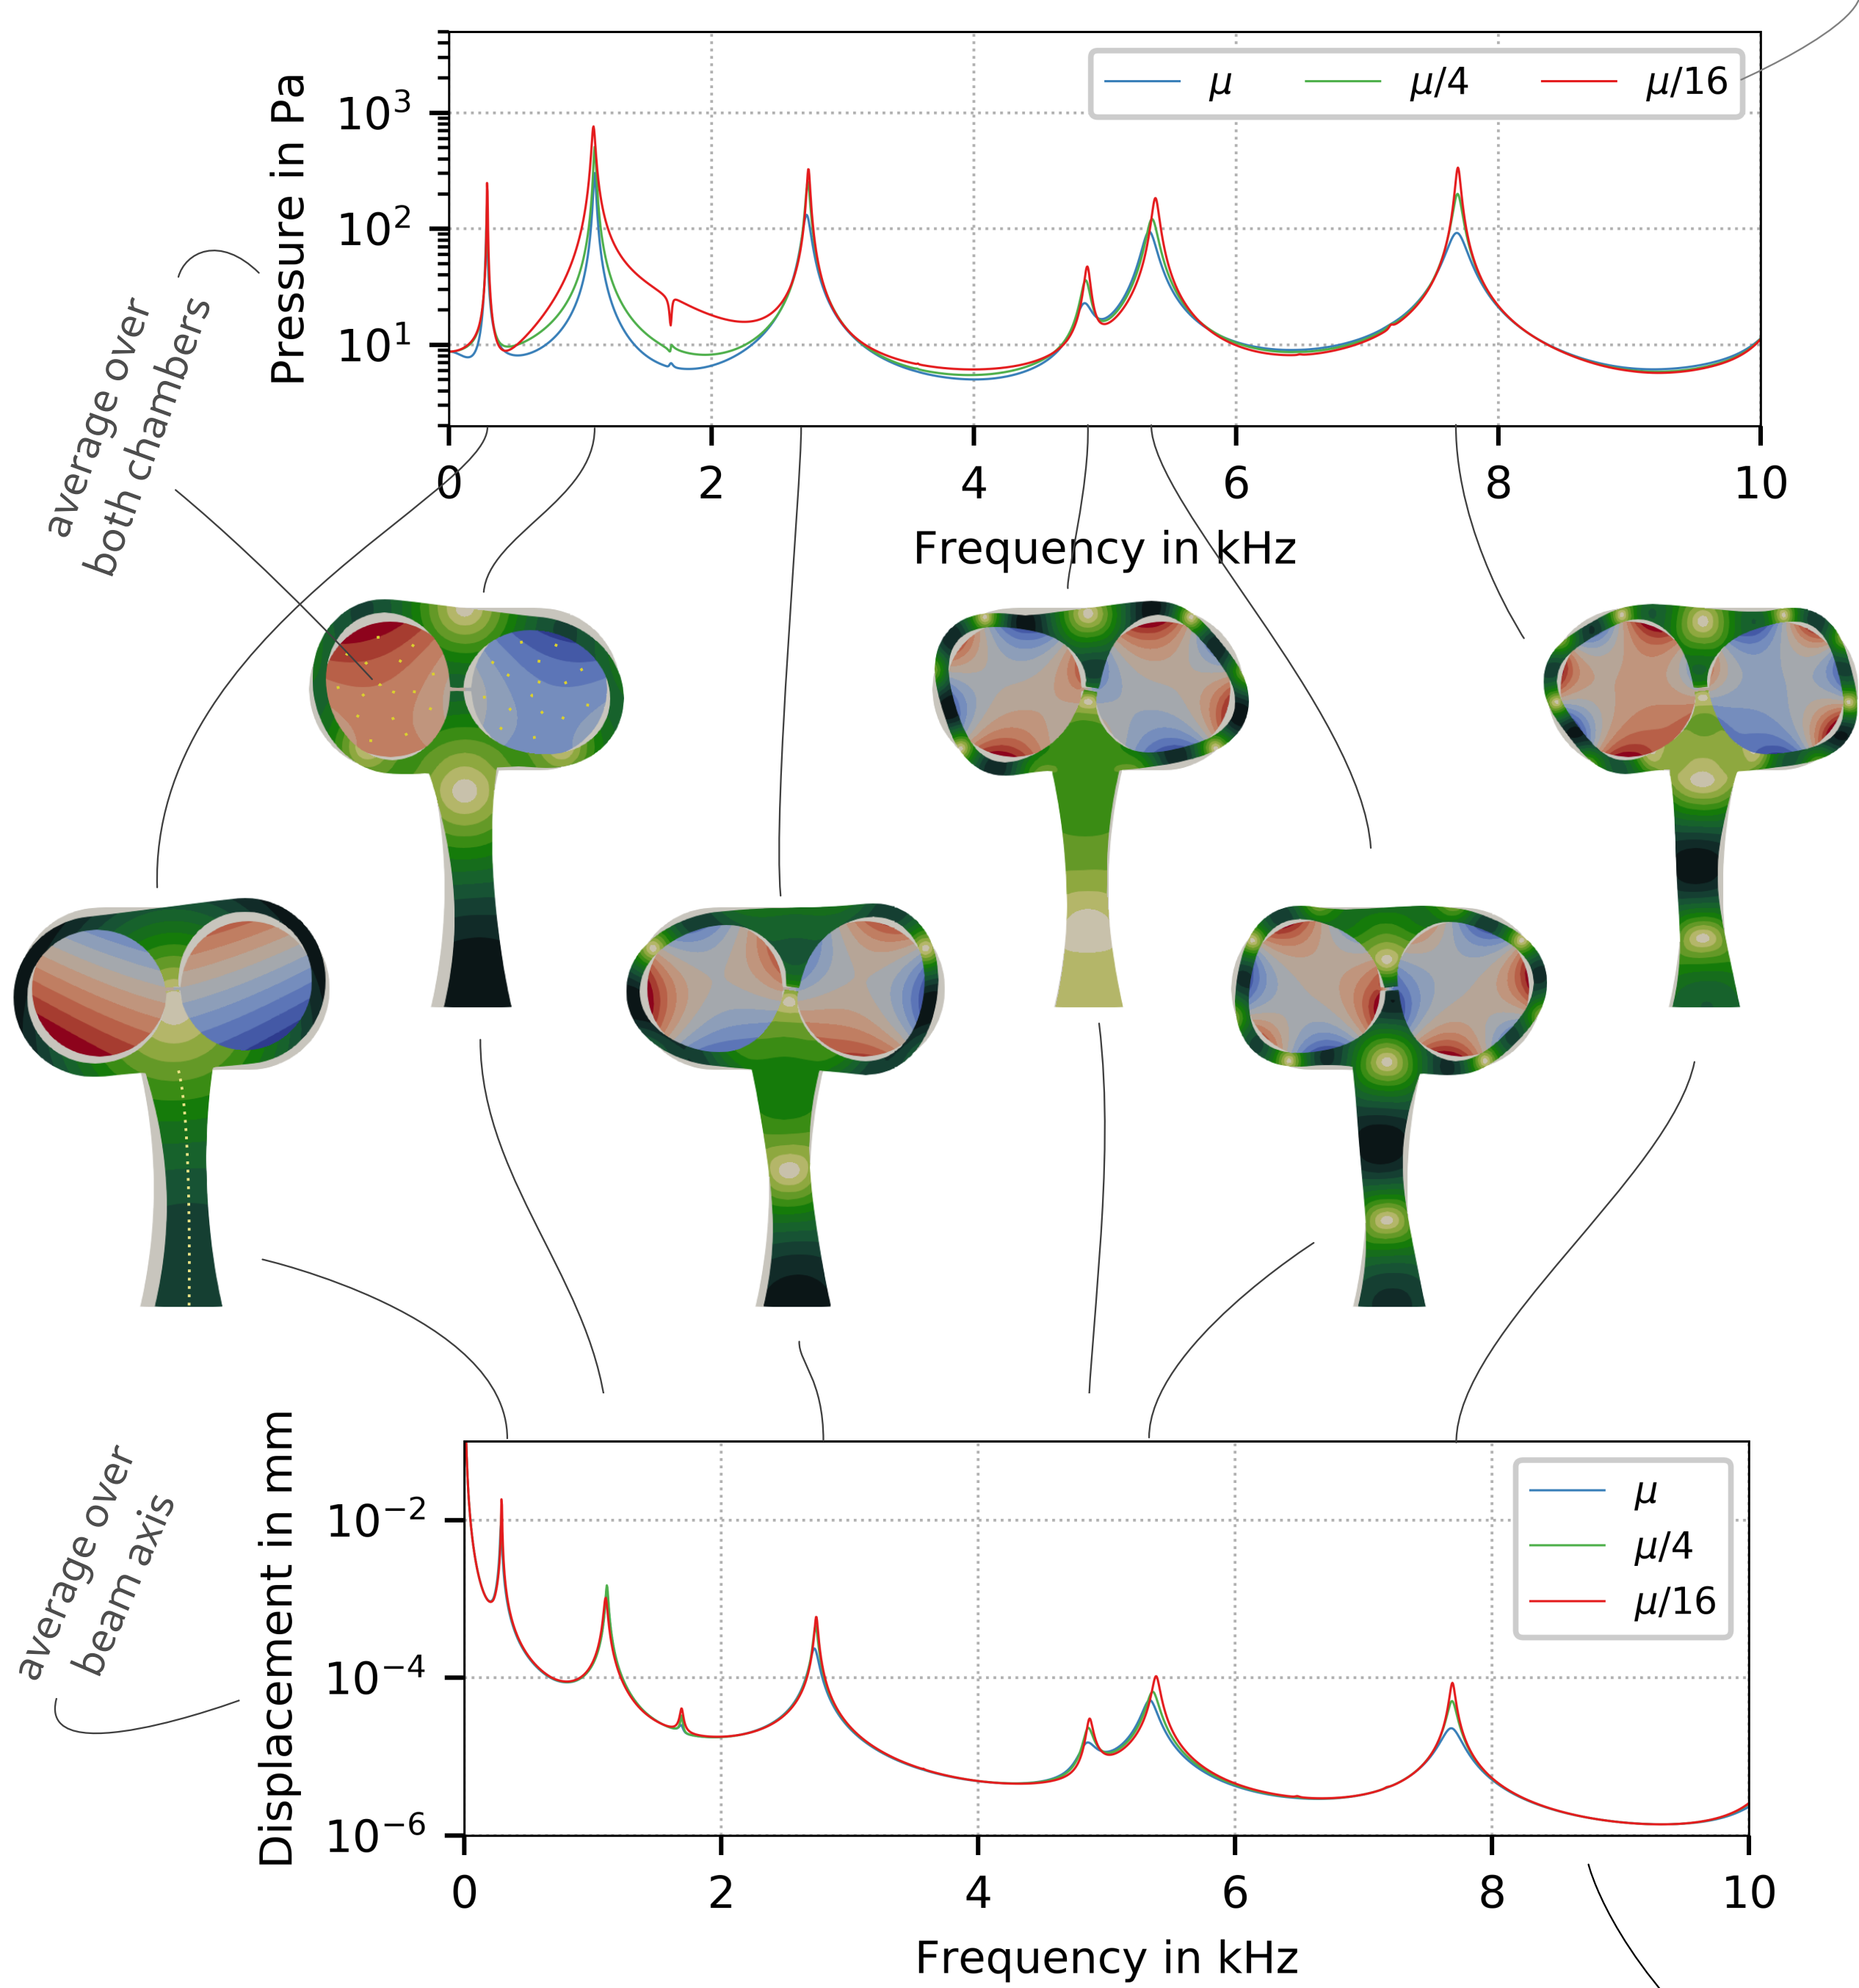 Pressure in Pa
10³
10²
10¹
μ
μ/4
μ/16
0
2
4
6
8
10
Frequency in kHz
average over
both chambers
average over
beam axis
Displacement in mm
10⁻²
10⁻⁴
10⁻⁶
μ
μ/4
μ/16
0
2
4
6
8
10
Frequency in kHz